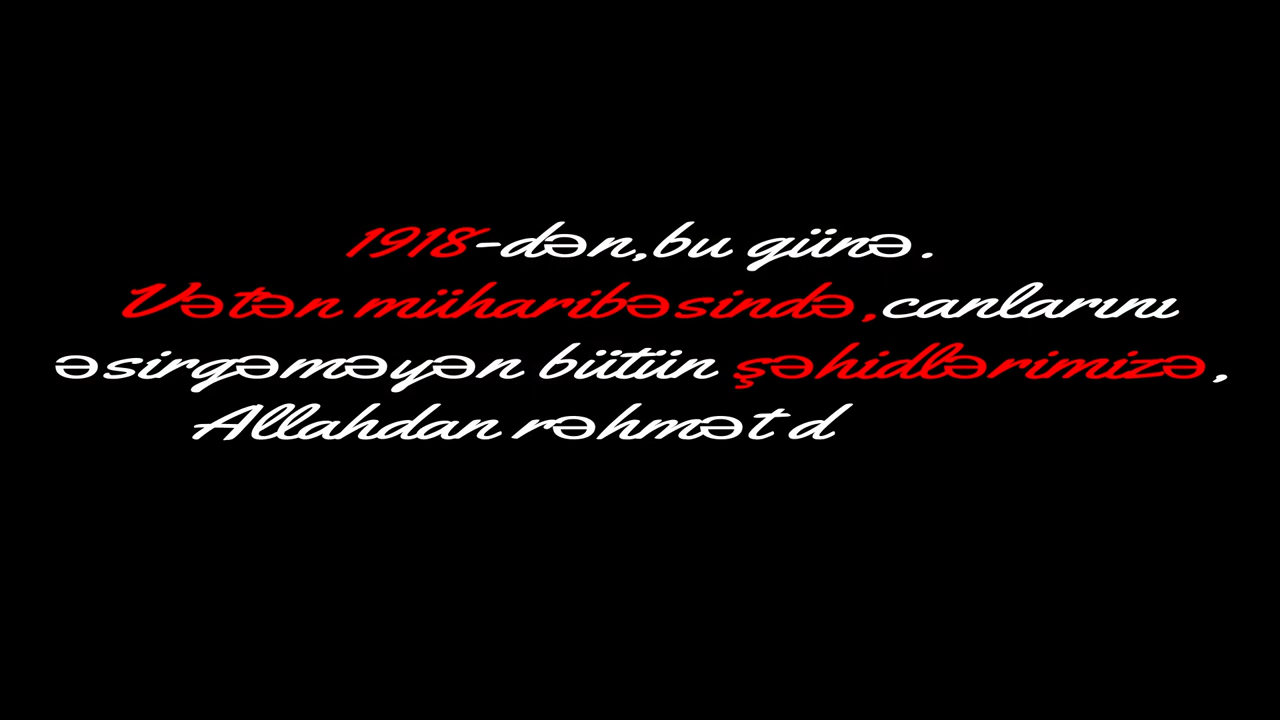 1918-dən,bu günə.
Vətən müharibəsində,canlarını
əsirgəməyən bütün şəhidlərimizə,
Allahdan rəhmət d